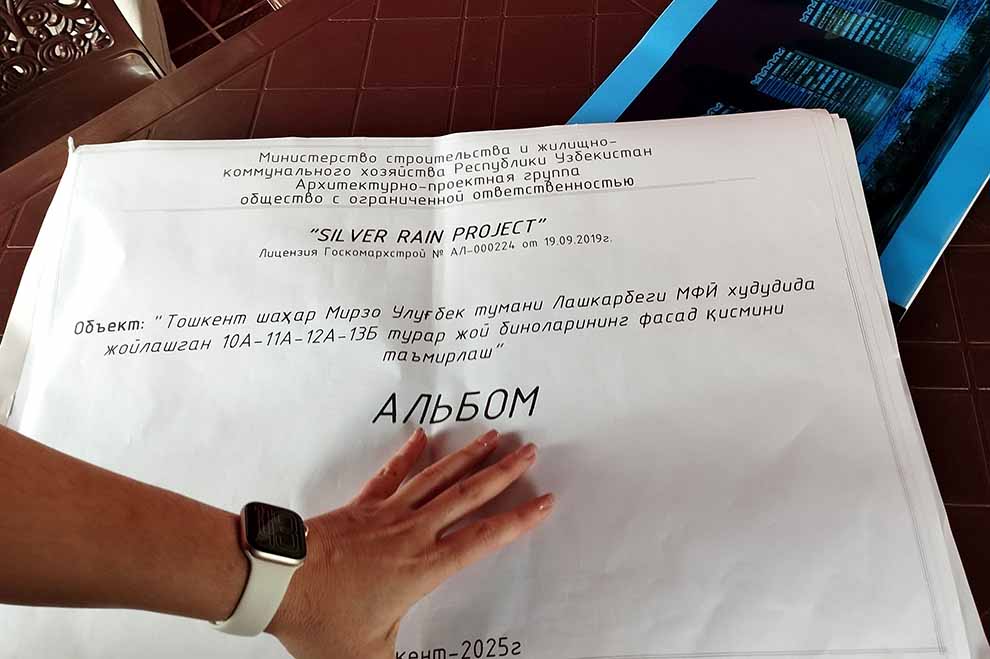 Министерство строительства и жилищно-
коммунального хозяйства Республики Узбекистан
Архитектурно-проектная группа
общество с ограниченной ответственностью
"SILVER RAIN PROJECT"
Лицензия Госкомархстрой № АЛ-000224 от 19.09.2019г.
Объект: "Тошкент шаҳар Мирзо Улуғбек тумани Лашкарбеги МФЙ худудида
жойлашган 10А-11А-12А-13Б турар жой биноларининг фасад қисмини
таъмирлаш"
АЛЬБОМ
кент-2025г